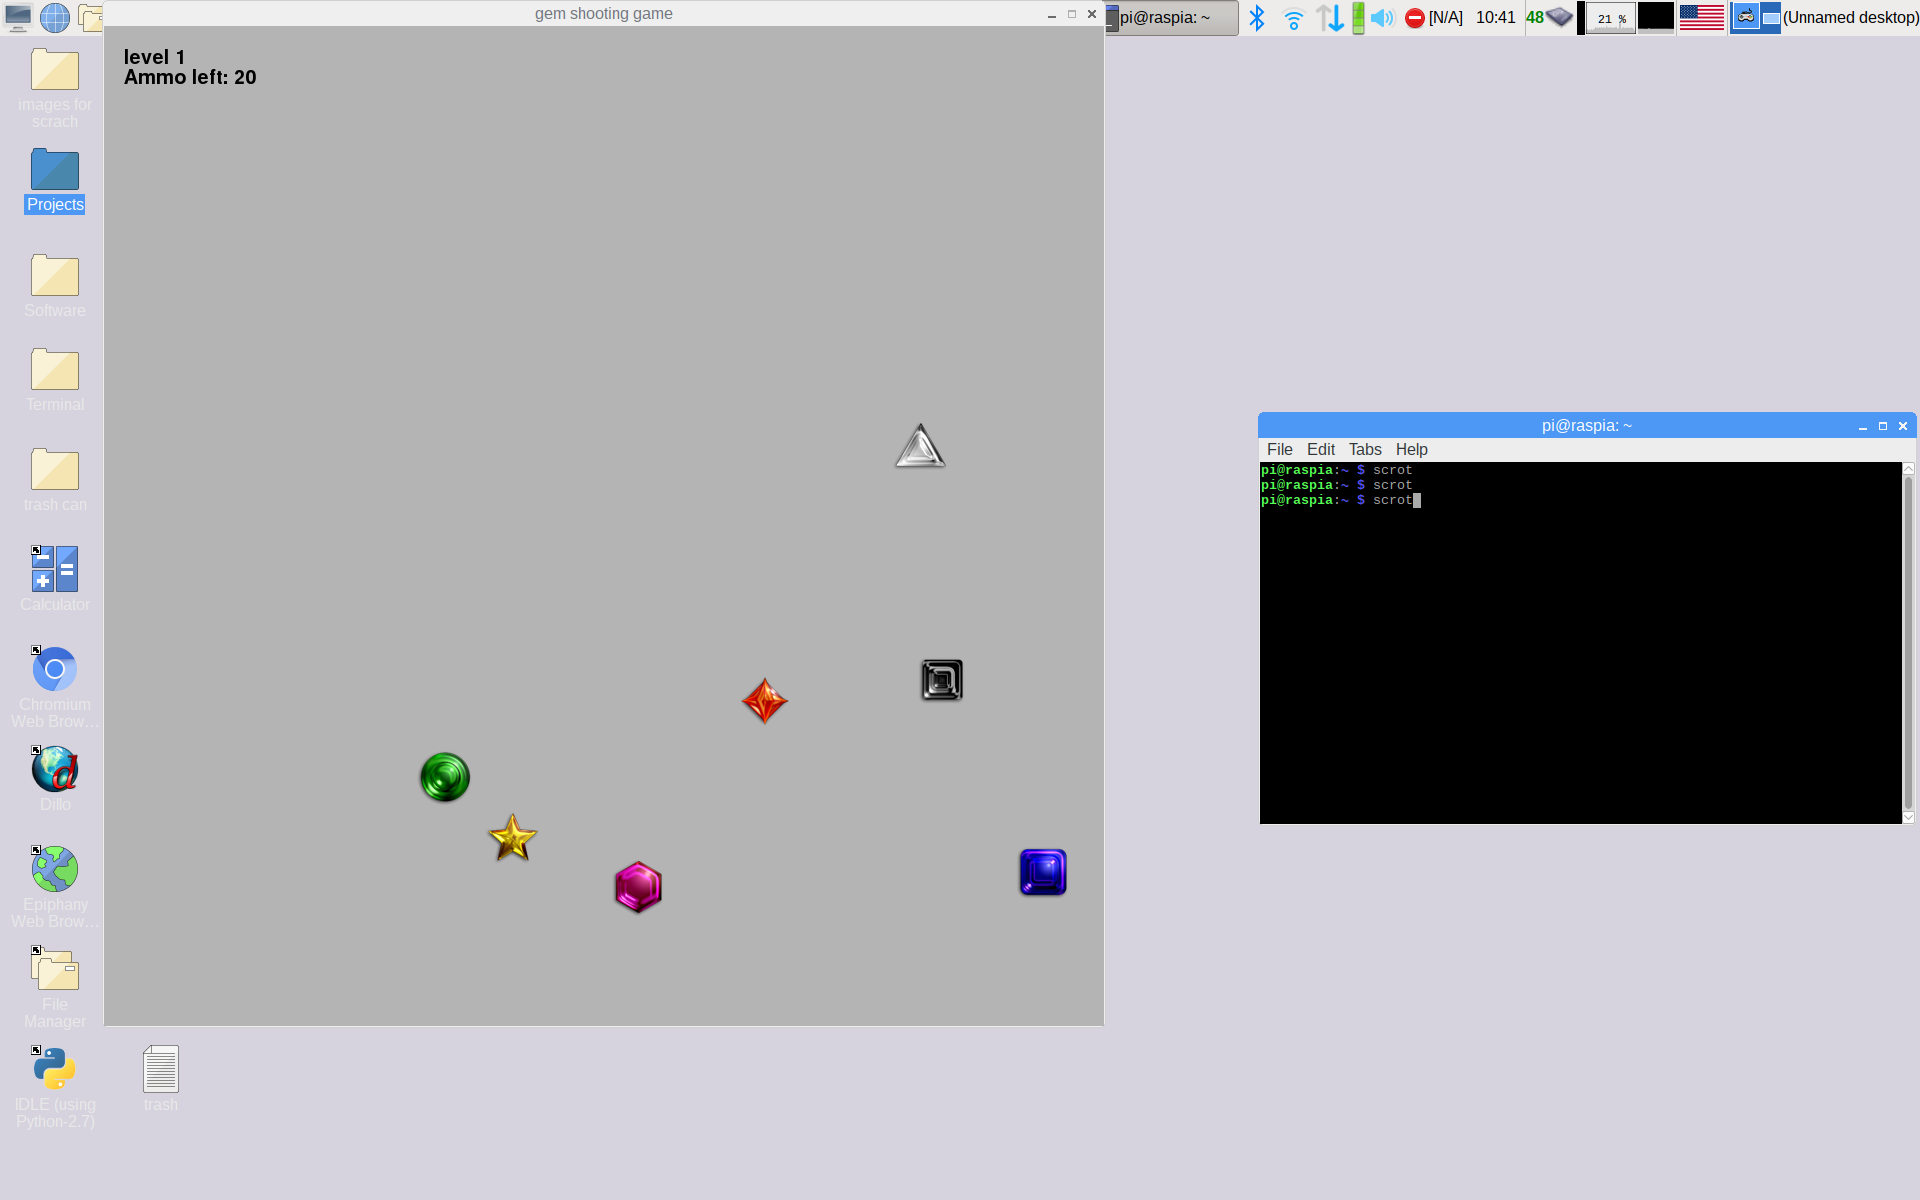 gem shooting game
pi@raspia: ~
[N/A]
10:41
48
21 %
(Unnamed desktop)
level 1
Ammo left: 20
images for
scrach
Projects
Software
Terminal
trash can
Calculator
Chromium
Web Brow...
Dillo
Epiphany
Web Brow...
File
Manager
IDLE (using
Python-2.7)
trash
pi@raspia: ~
File Edit Tabs Help
pi@raspia:~ $ scrot
pi@raspia:~ $ scrot
pi@raspia:~ $ scrot